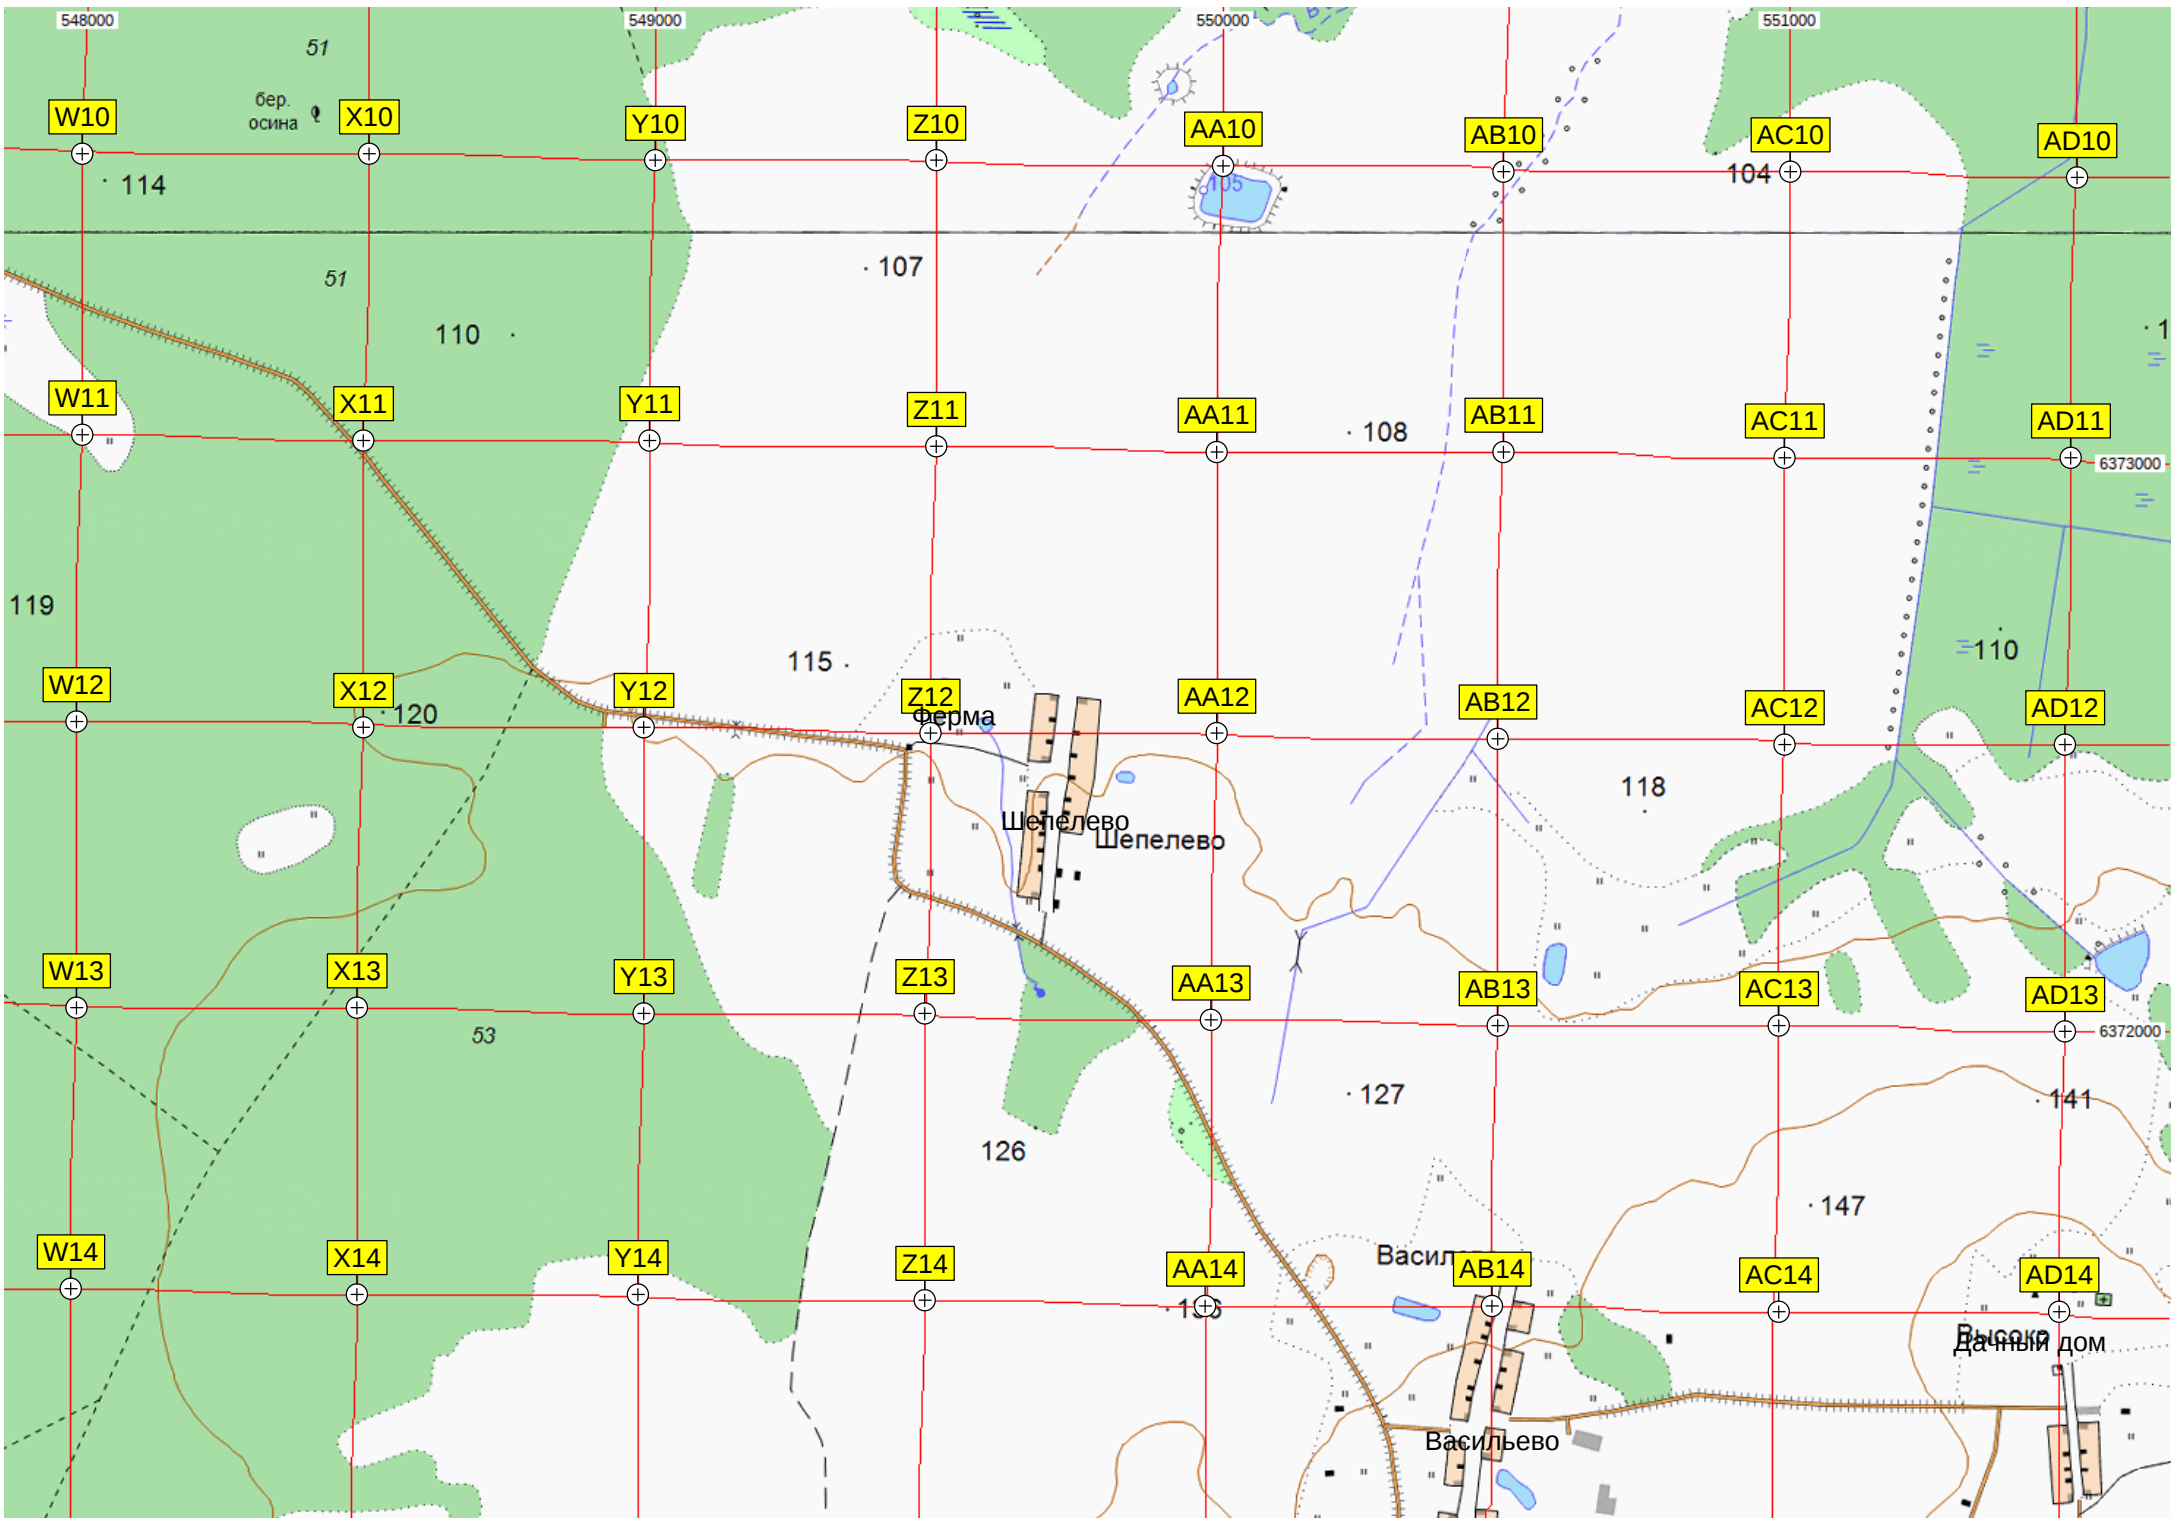 548000 549000 550000 551000
51
бер.
осина
W10 X10 Y10 Z10 AA10 AB10 AC10 AD10
114 105 104
107
51
110
W11 X11 Y11 Z11 AA11 AB11 AC11 AD11
108
6373000
119
115 110
W12 X12 Y12 Z12 AA12 AB12 AC12 AD12
120 Ферма
118
Шепелево
Шепелево
W13 X13 Y13 Z13 AA13 AB13 AC13 AD13
53 6372000
127 141
126
147
W14 X14 Y14 Z14 AA14 AB14 AC14 AD14
Дачный дом
Васильево